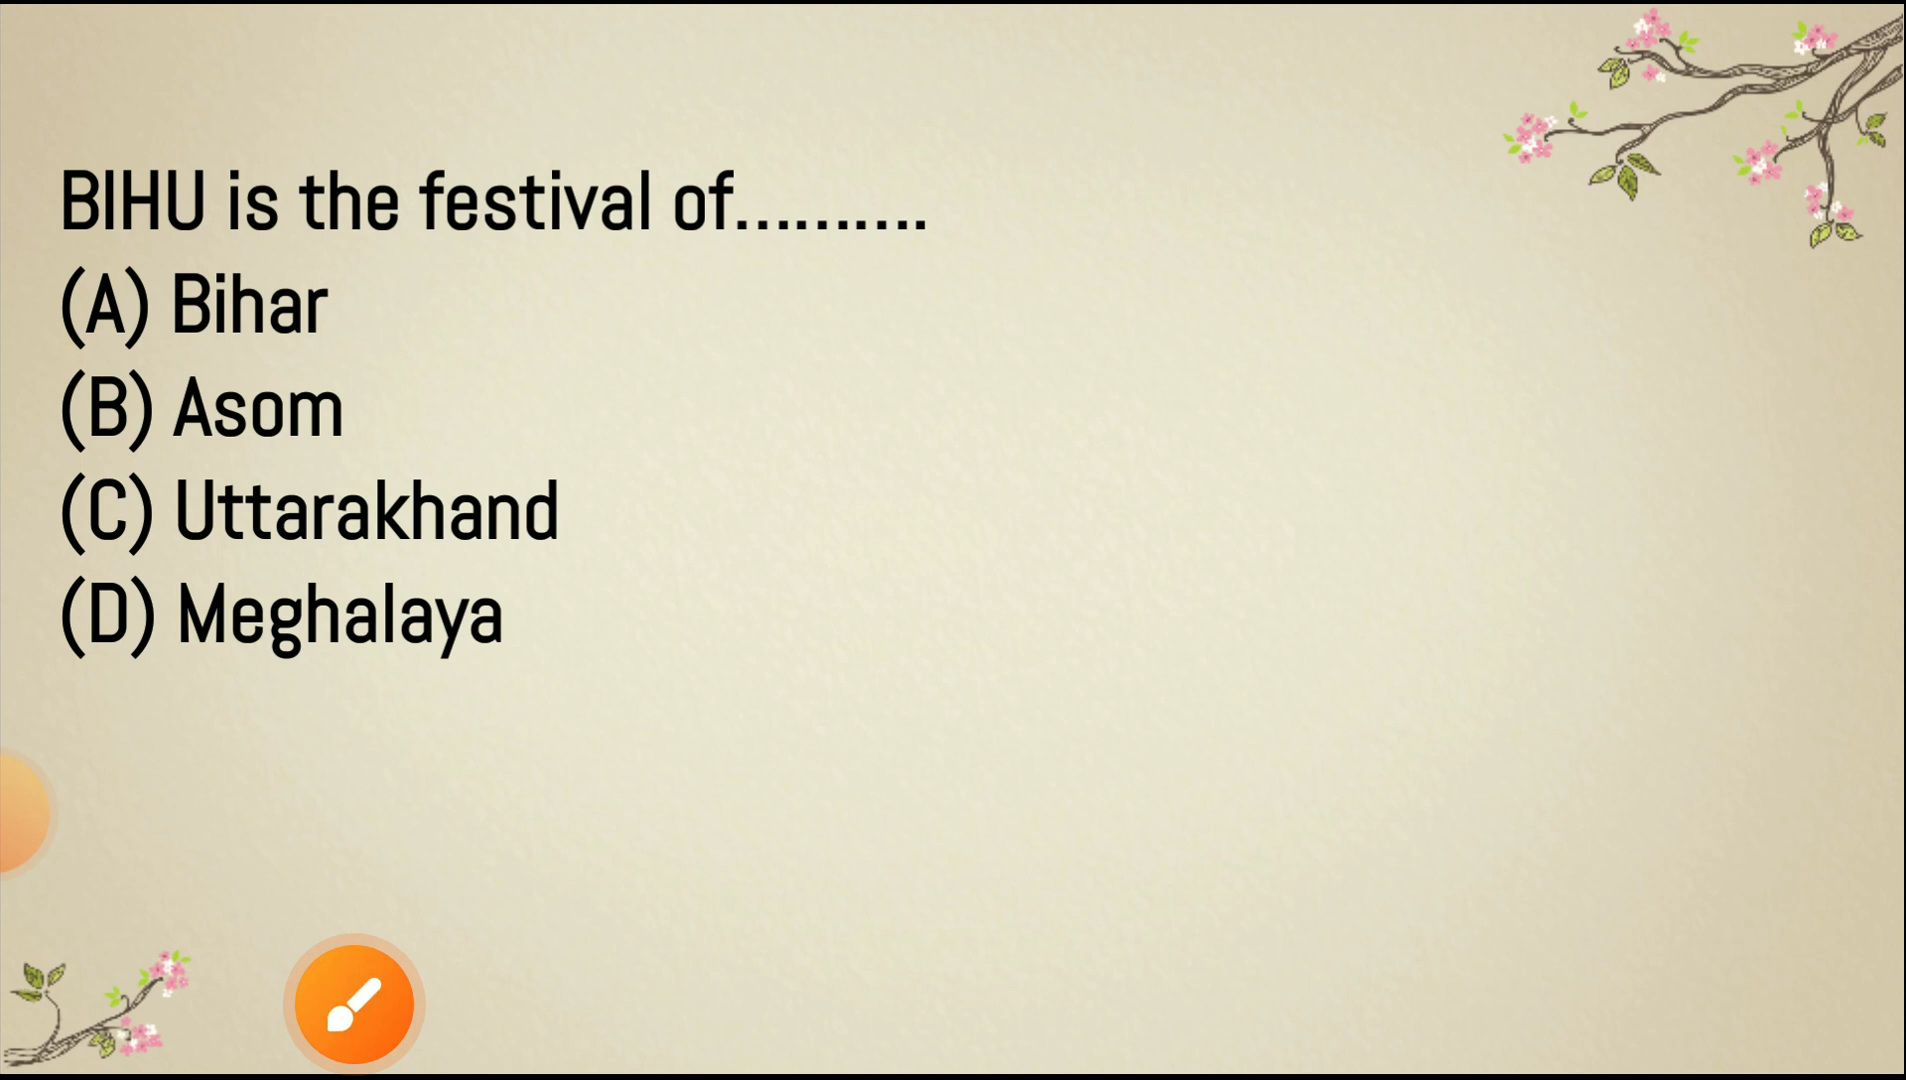 BIHU is the festival of..........
(A) Bihar
(B) Asom
(C) Uttarakhand
(D) Meghalaya